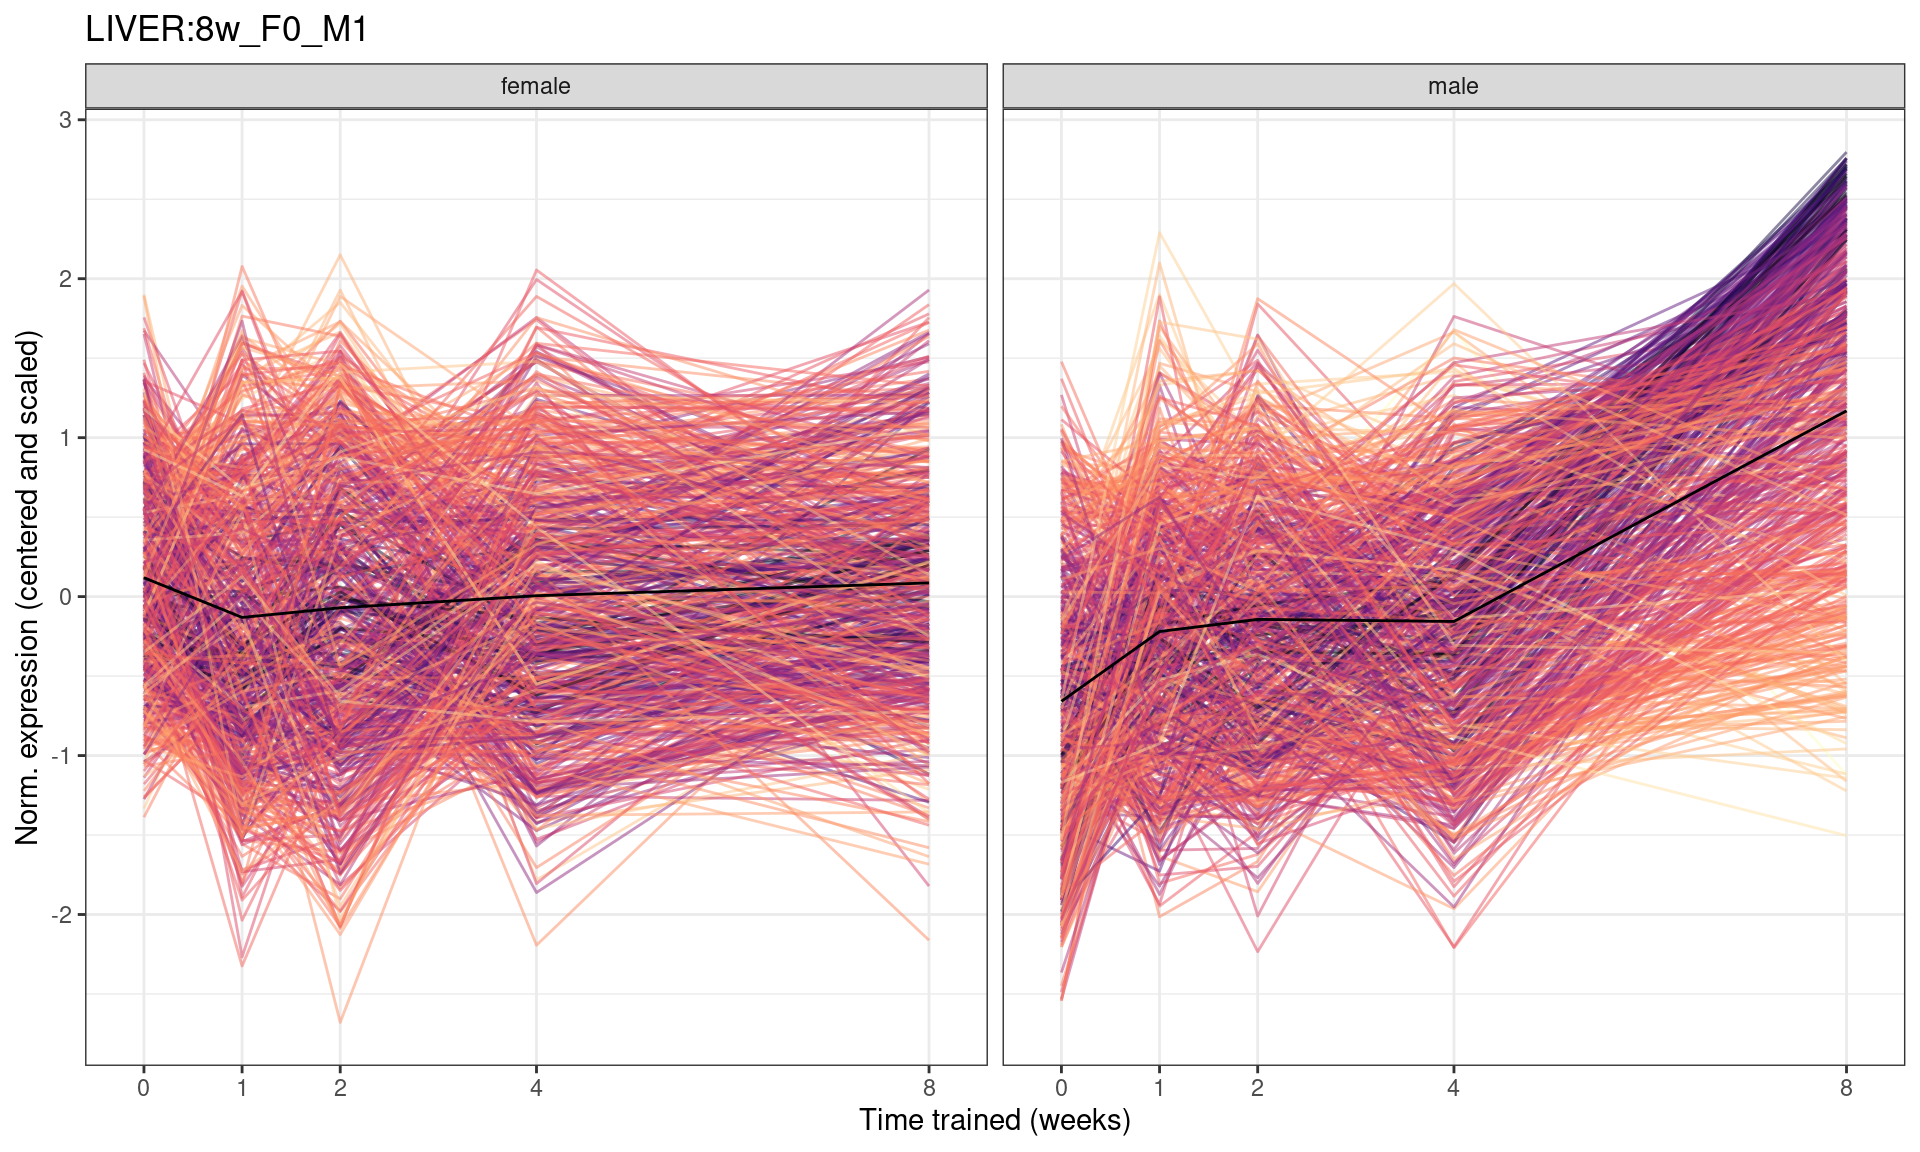 LIVER:8w_F0_M1
female
male
Norm. expression (centered and scaled)
3
2
1
0
-1
-2
0 1 2 4 8
0 1 2 4 8
Time trained (weeks)